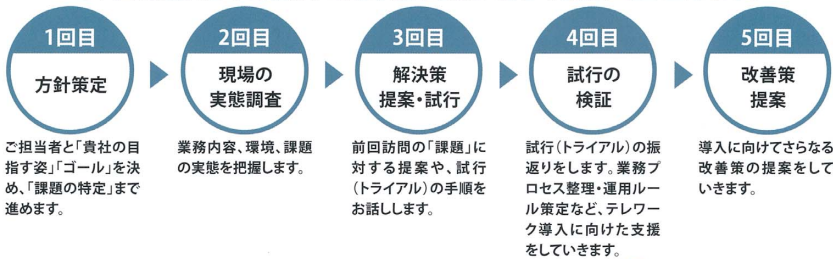 1回目
方針策定
ご担当者と「貴社の目
指す姿」「ゴール」を決
め、「課題の特定」まで
進めます。
2回目
現場の
実態調査
業務内容、環境、課題
の実態を把握します。
3回目
解決策
提案・試行
前回訪問の「課題」に
対する提案や、試行
（トライアル）の手順を
お話しします。
4回目
試行の
検証
試行（トライアル）の振
返りをします。業務プ
ロセス整理・運用ルー
ル策定など、テレワー
ク導入に向けた支援
をしていきます。
5回目
改善策
提案
導入に向けてさらなる
改善策の提案をして
いきます。